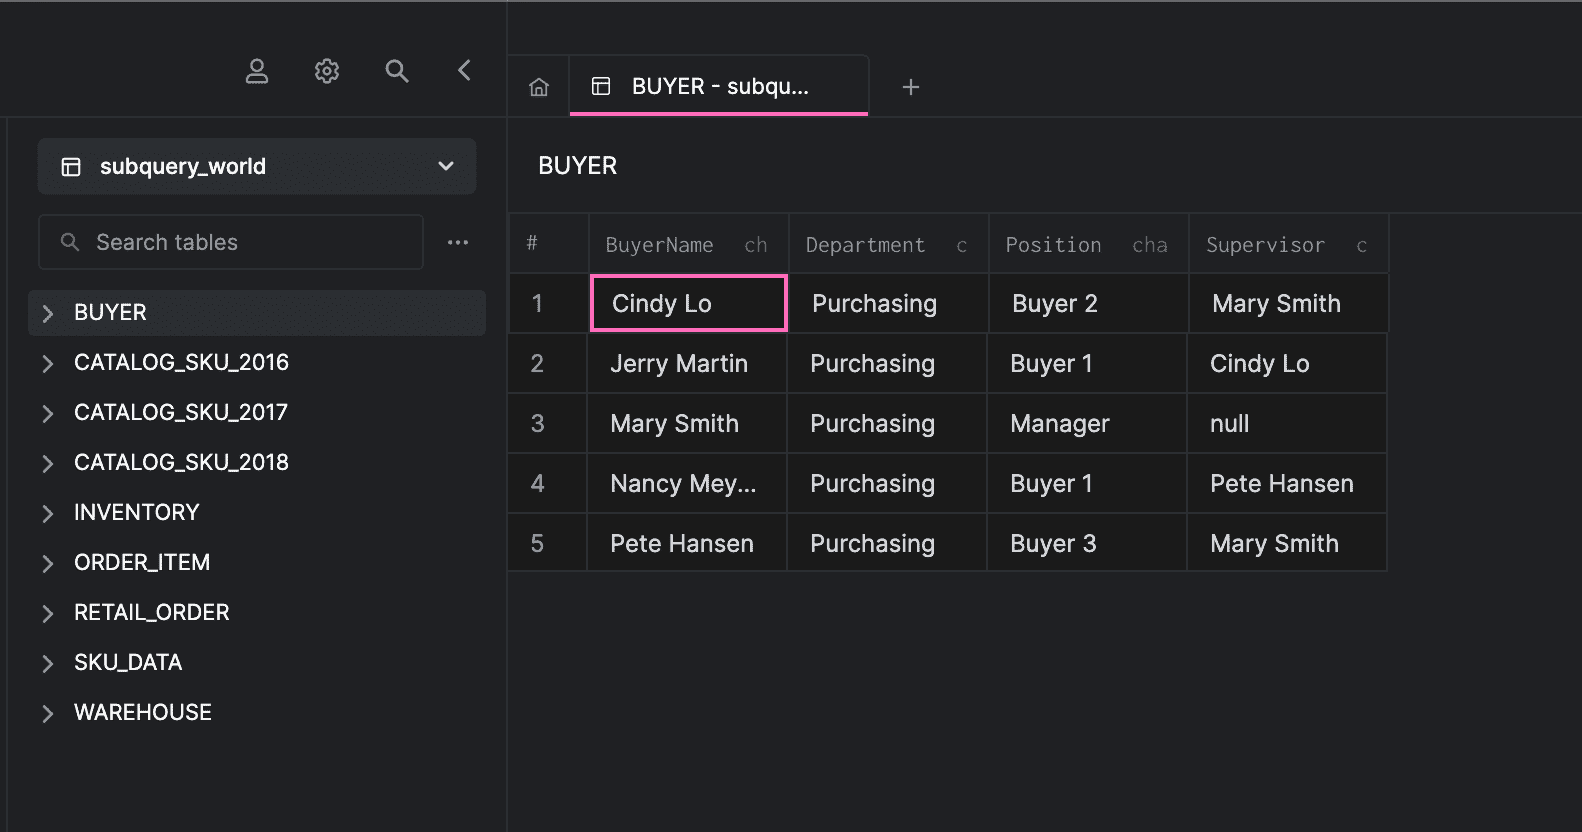 BUYER - subqu...
subquery_world
Search tables
BUYER
CATALOG_SKU_2016
CATALOG_SKU_2017
CATALOG_SKU_2018
INVENTORY
ORDER_ITEM
RETAIL_ORDER
SKU_DATA
WAREHOUSE
BUYER
# BuyerName ch Department c Position cha Supervisor c
1 Cindy Lo Purchasing Buyer 2 Mary Smith
2 Jerry Martin Purchasing Buyer 1 Cindy Lo
3 Mary Smith Purchasing Manager null
4 Nancy Mey... Purchasing Buyer 1 Pete Hansen
5 Pete Hansen Purchasing Buyer 3 Mary Smith